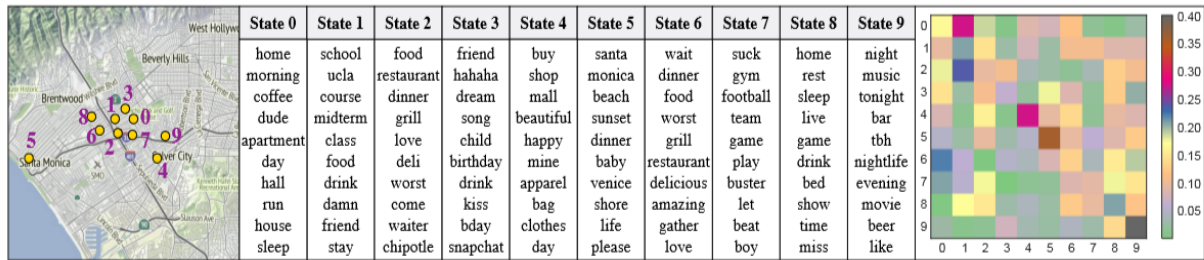 State 0 State 1 State 2 State 3 State 4 State 5 State 6 State 7 State 8 State 9
home school food friend buy santa wait suck home night
morning ucla restaurant hahaha shop monica dinner gym rest music
coffee course dinner dream mall beach food football sleep tonight
dude midterm grill song beautiful sunset worst team live bar
apartment class love child happy dinner grill game game tbh
day food deli birthday mine baby restaurant play drink nightlife
hall drink worst drink apparel venice delicious buster bed evening
run damn come kiss bag shore amazing let show movie
house friend waiter bday clothes life gather beat time beer
sleep stay chipotle snapchat day please love boy miss like
West Hollyw
Beverly Hills
Brentwood
3
1 0
8
6 7 9
2
5
4
Santa Monica
lver City
SMO
Slauson Ave
0
1
2
3
4
5
6
7
8
9
0 1 2 3 4 5 6 7 8 9
0.40
0.35
0.30
0.25
0.20
0.15
0.10
0.05